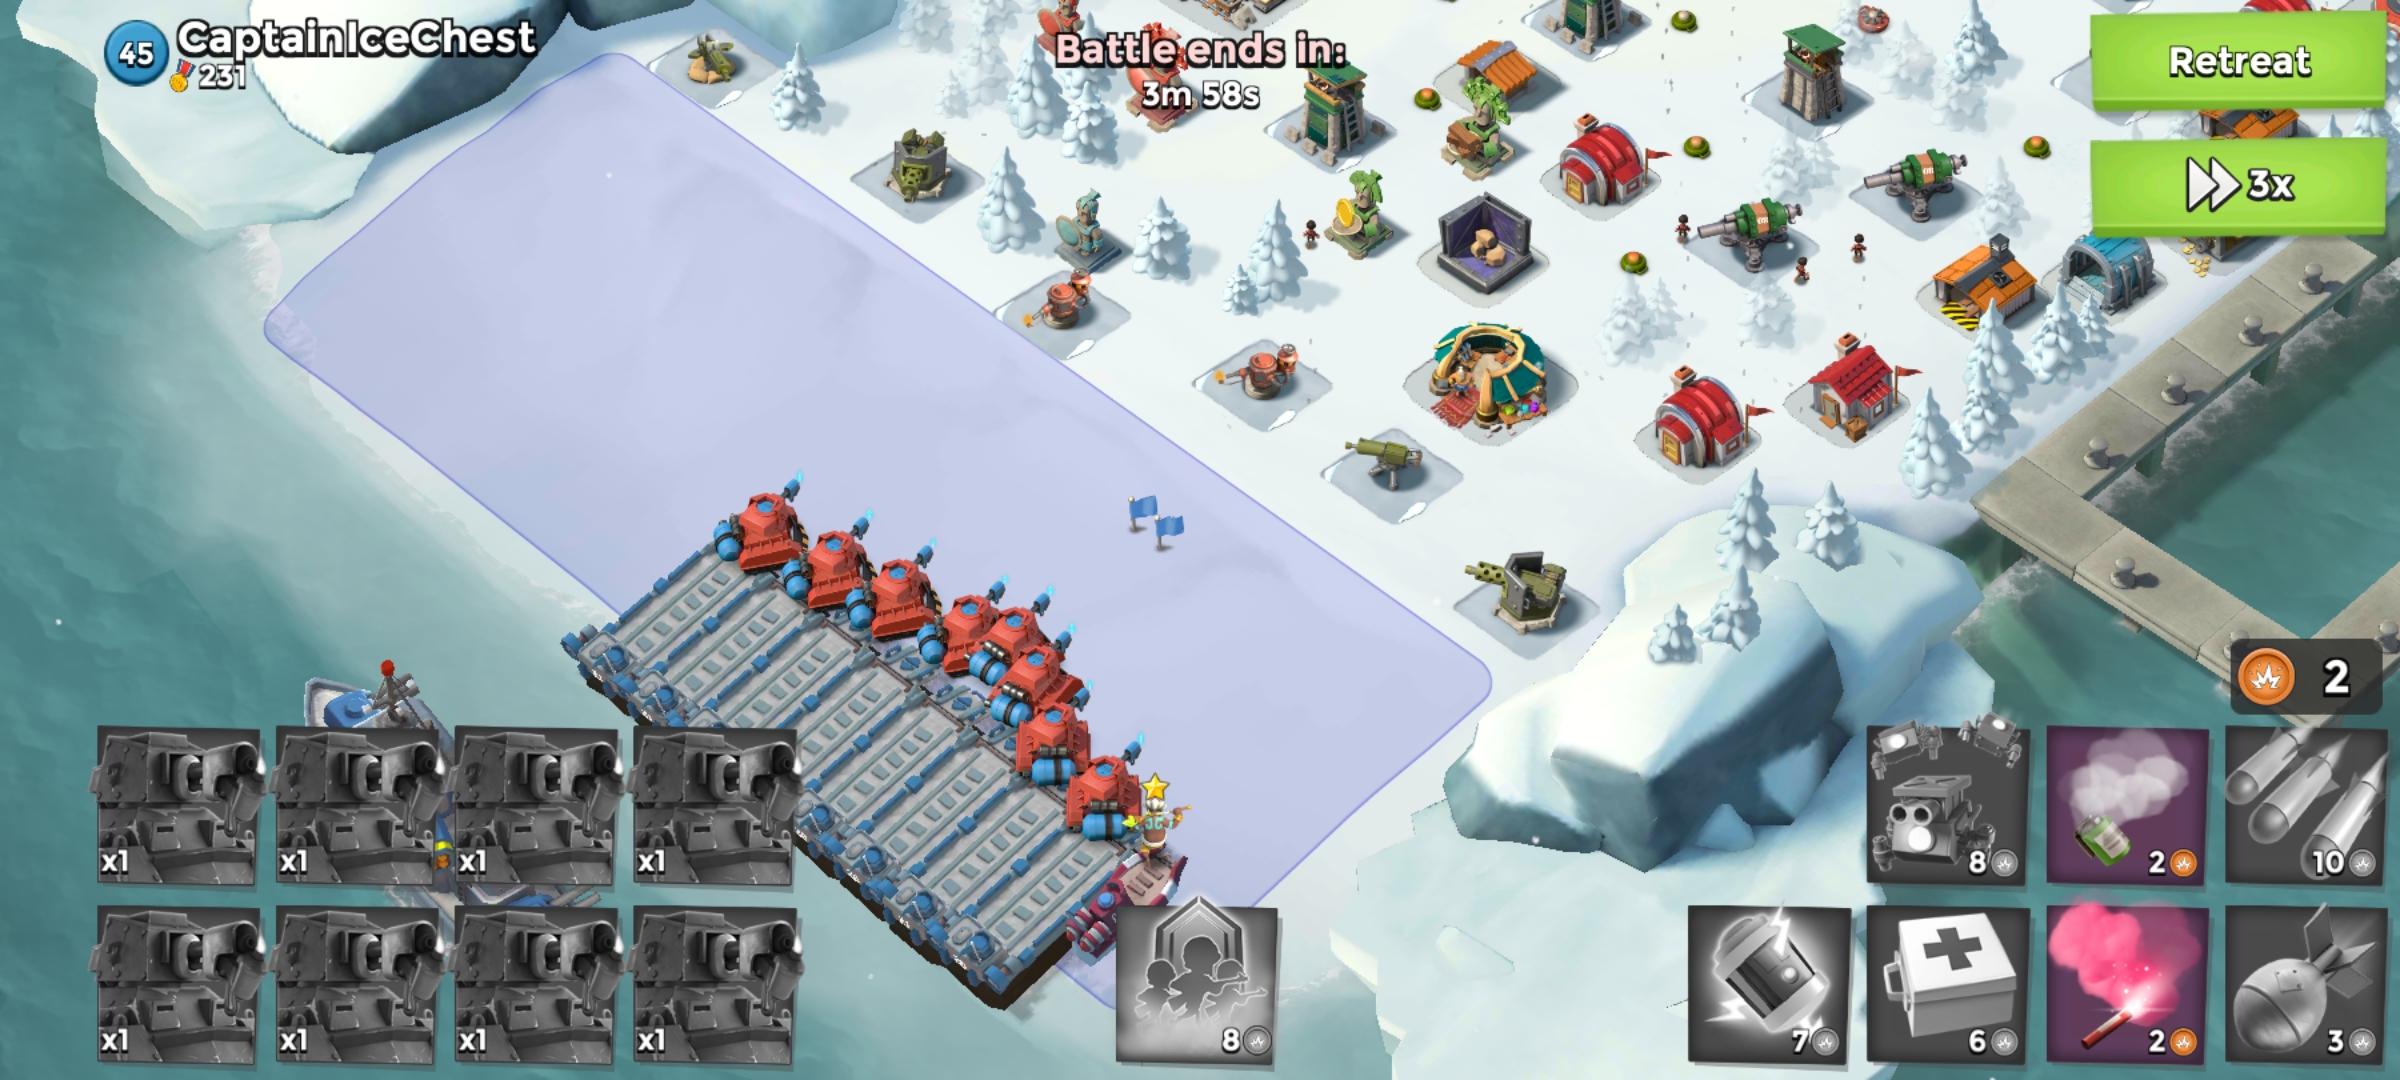 45
CaptainIceChest
231
Battle ends in:
3m 58s
Retreat
3x
2
x1
x1
x1
x1
8
2
10
x1
x1
x1
x1
8
7
6
2
3